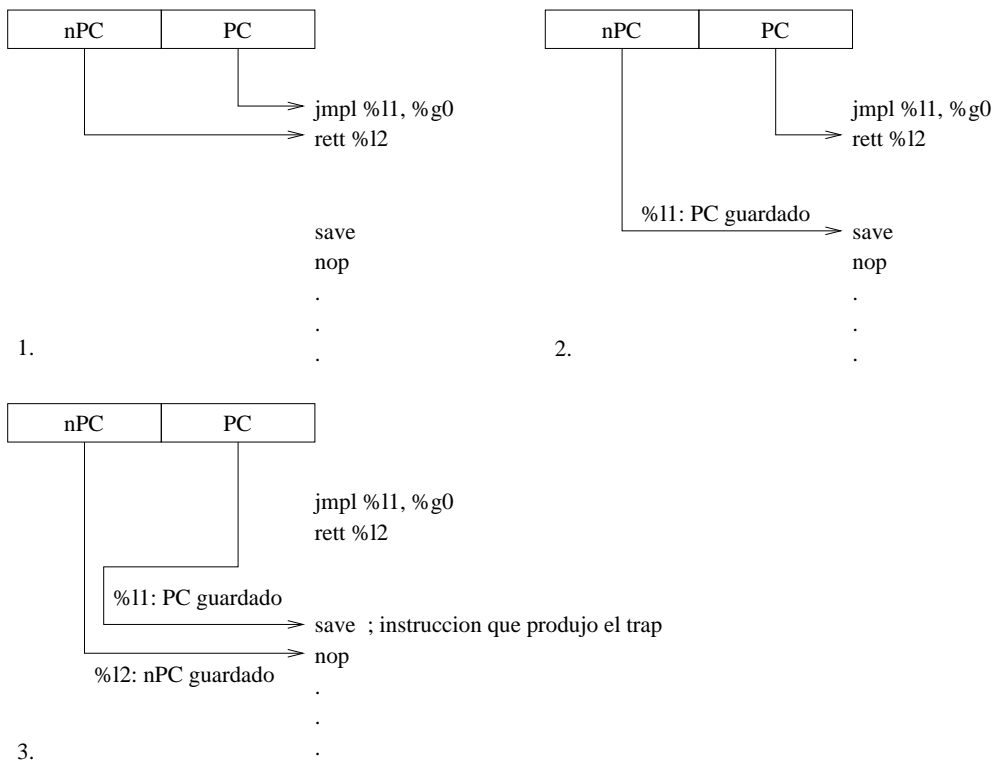 nPC PC
jmpl %l1, %g0
rett %l2
save
nop
.
.
.
1.
nPC PC
jmpl %l1, %g0
rett %l2
%l1: PC guardado
save
nop
.
.
.
2.
nPC PC
jmpl %l1, %g0
rett %l2
%l1: PC guardado
save ; instruccion que produjo el trap
nop
%l2: nPC guardado
.
.
.
3.